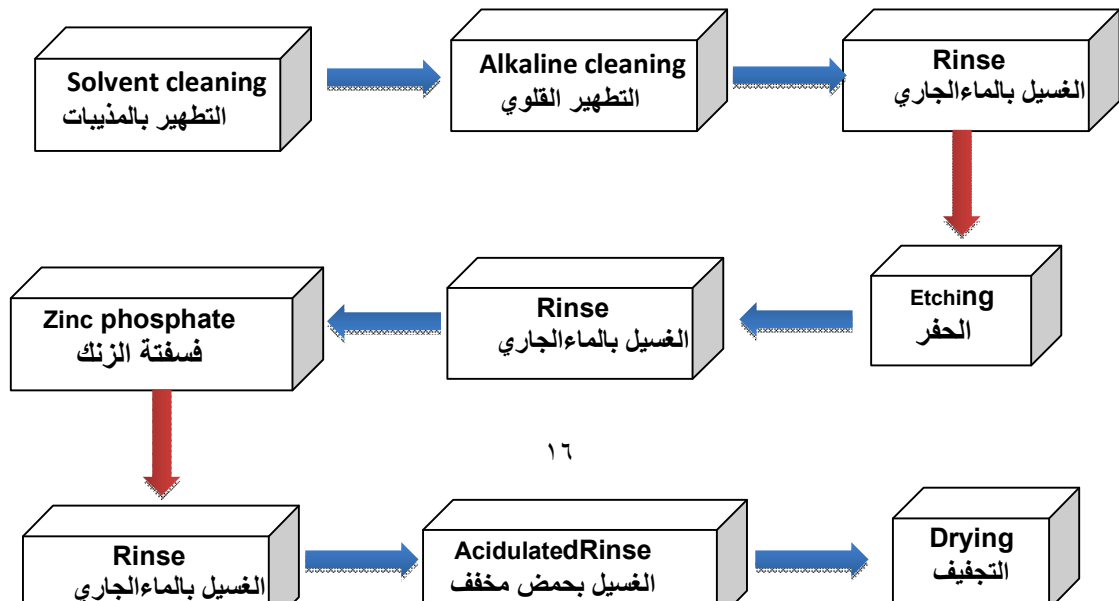 Solvent cleaning
التطهير بالمذيبات
Alkaline cleaning
التطهير القلوي
Rinse
الغسيل بالماءالجاري
Etching
الحفر
Rinse
الغسيل بالماءالجاري
Zinc phosphate
فسفتة الزنك
١٦
Rinse
الغسيل بالماءالجاري
AcidulatedRinse
الغسيل بحمض مخفف
Drying
التجفيف